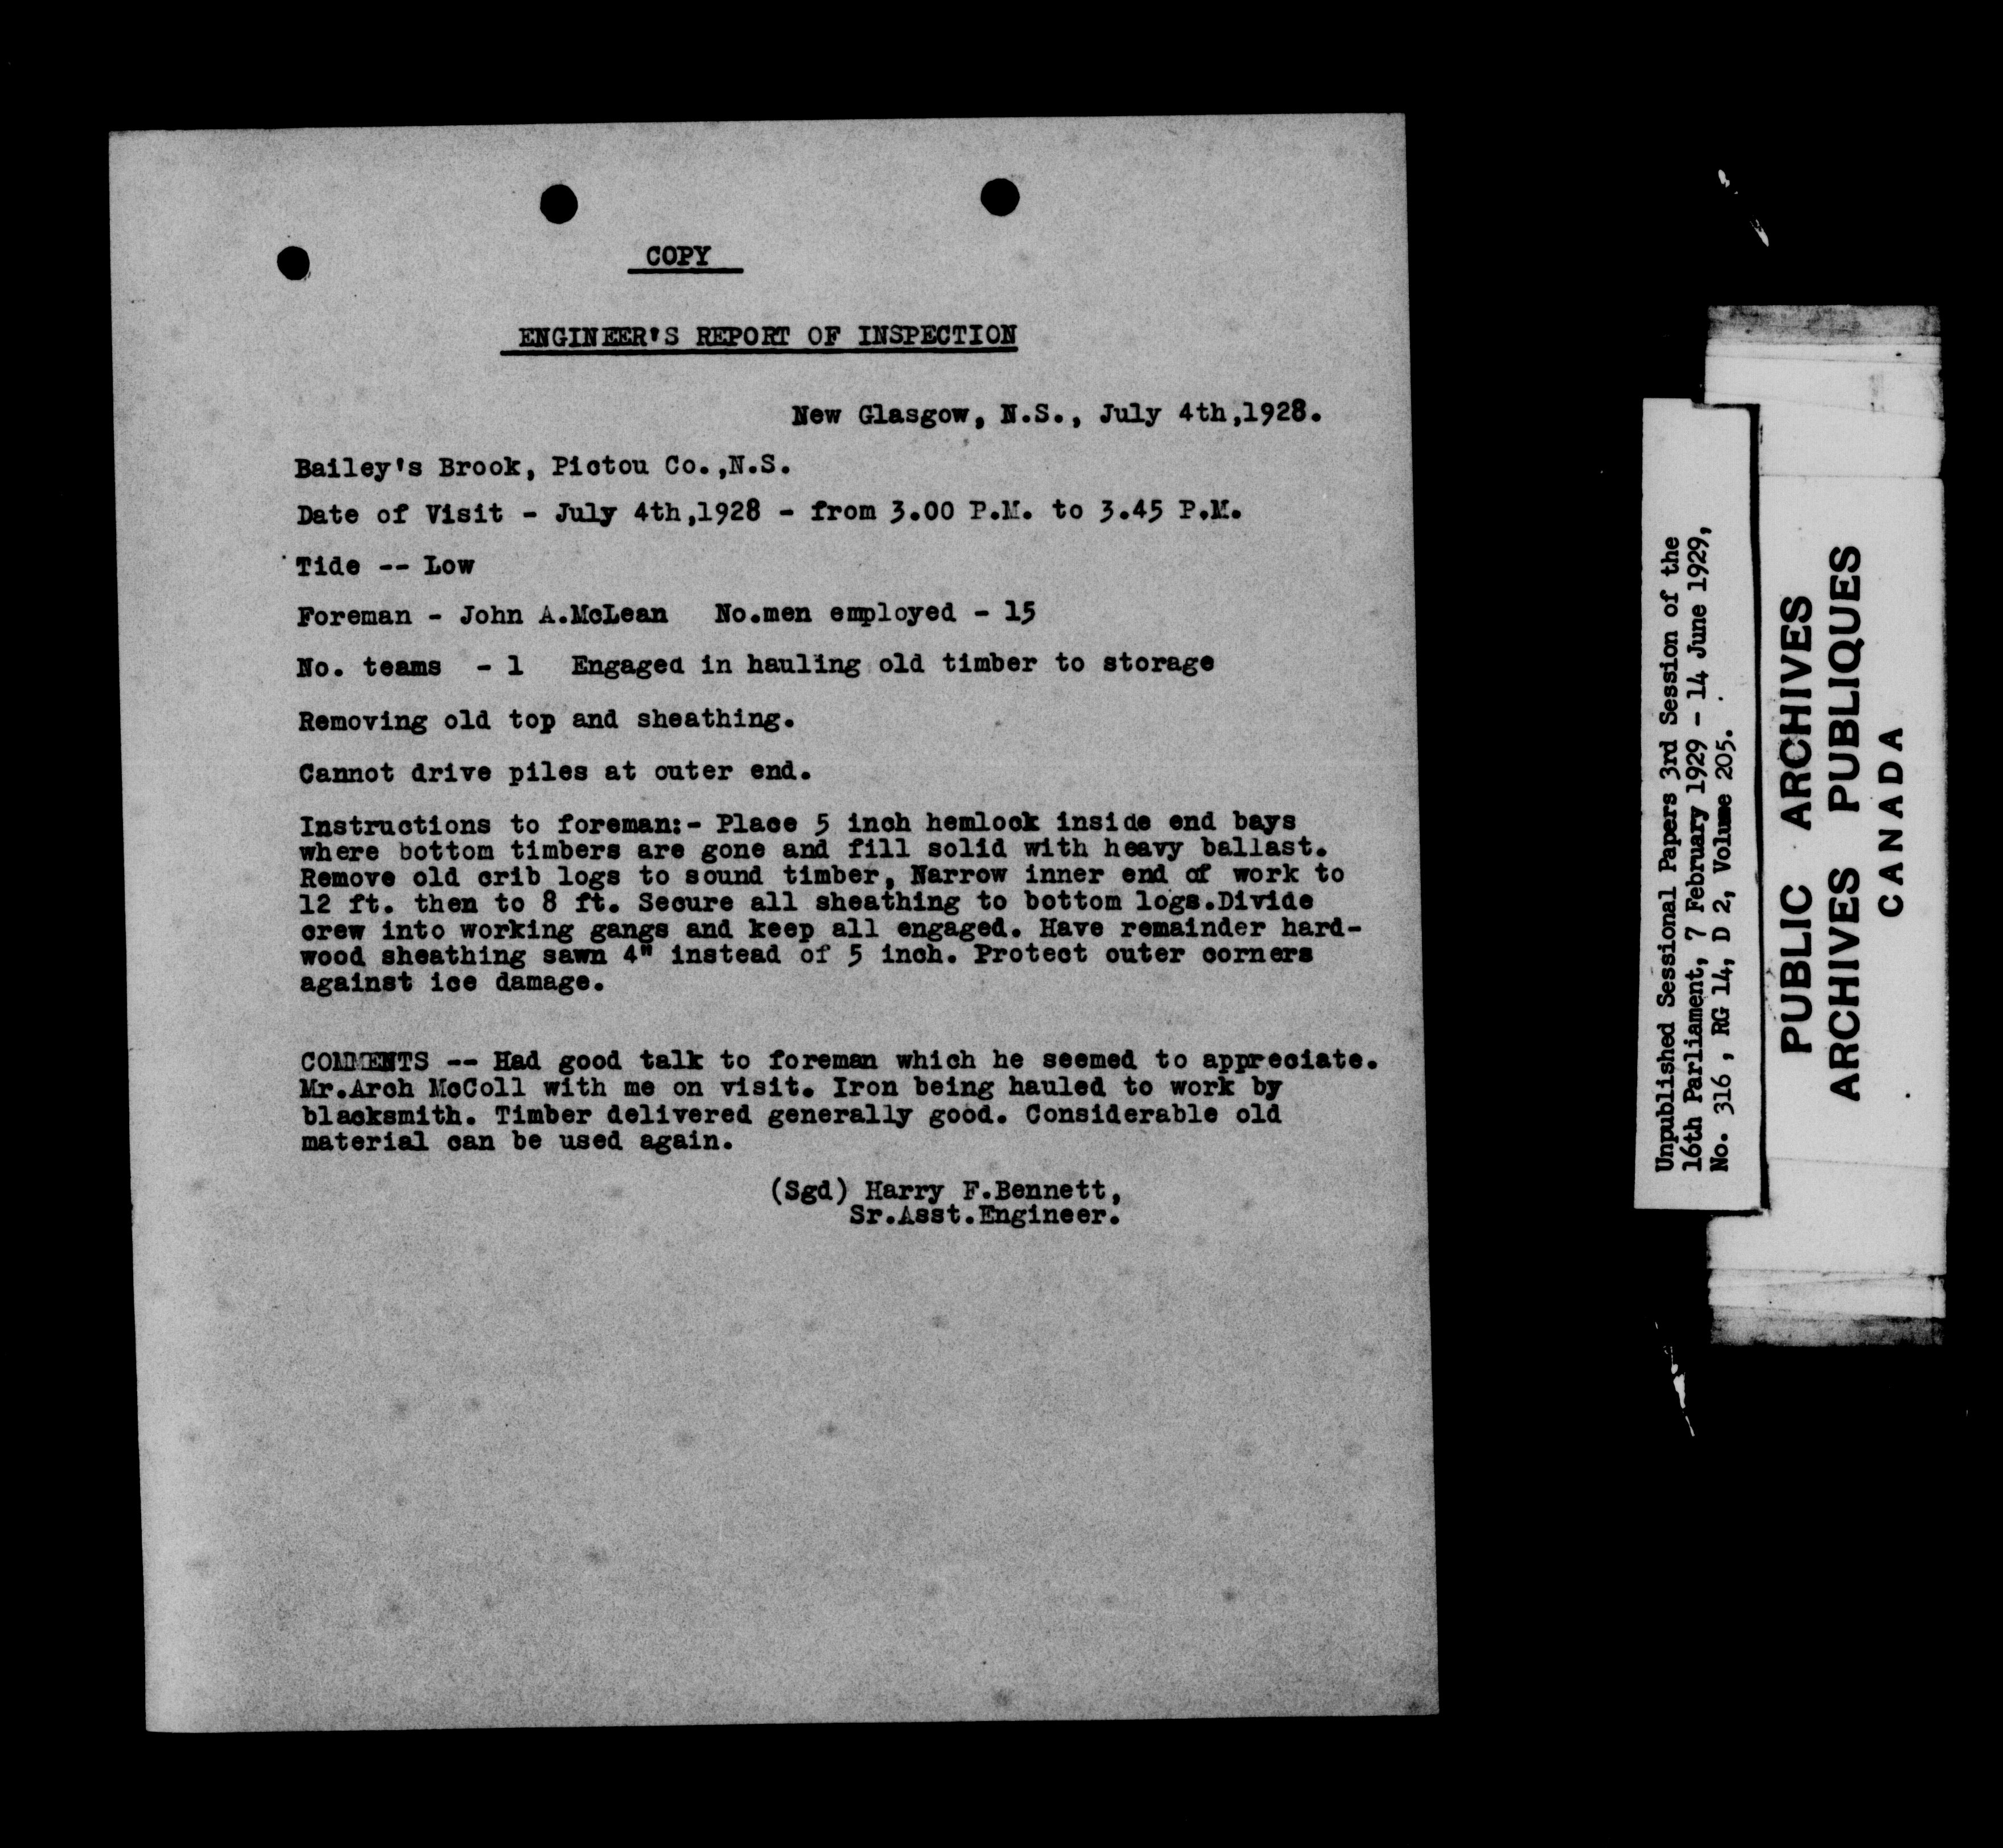 COPY
ENGINEER'S REPORT OF INSPECTION
New Glasgow, N.S., July 4th,1928.
Bailey's Brook, Pictou Co.,N.S.
Date of Visit - July 4th,1928 - from 3.00 P.M. to 3.45 P.M.
Tide -- Low
Foreman - John A.McLean No.men employed - 15
No. teams - 1 Engaged in hauling old timber to storage
Removing old top and sheathing.
Cannot drive piles at outer end.
Instructions to foreman:- Place 5 inch hemlock inside end bays
where bottom timbers are gone and fill solid with heavy ballast.
Remove old crib logs to sound timber, Narrow inner end of work to
12 ft. then to 8 ft. Secure all sheathing to bottom logs.Divide
crew into working gangs and keep all engaged. Have remainder hard-
wood sheathing sawn 4" instead of 5 inch. Protect outer corners
against ice damage.
COMMENTS -- Had good talk to foreman which he seemed to appreciate.
Mr.Arch McColl with me on visit. Iron being hauled to work by
blacksmith. Timber delivered generally good. Considerable old
material can be used again.
(Sgd) Harry F.Bennett,
Sr.Asst.Engineer.
Unpublished Sessional Papers 3rd Session of the
16th Parliament, 7 February 1929 - 14 June 1929,
No. 316 , RG 14, D 2, Volume 205.
PUBLIC ARCHIVES
ARCHIVES PUBLIQUES
CANADA